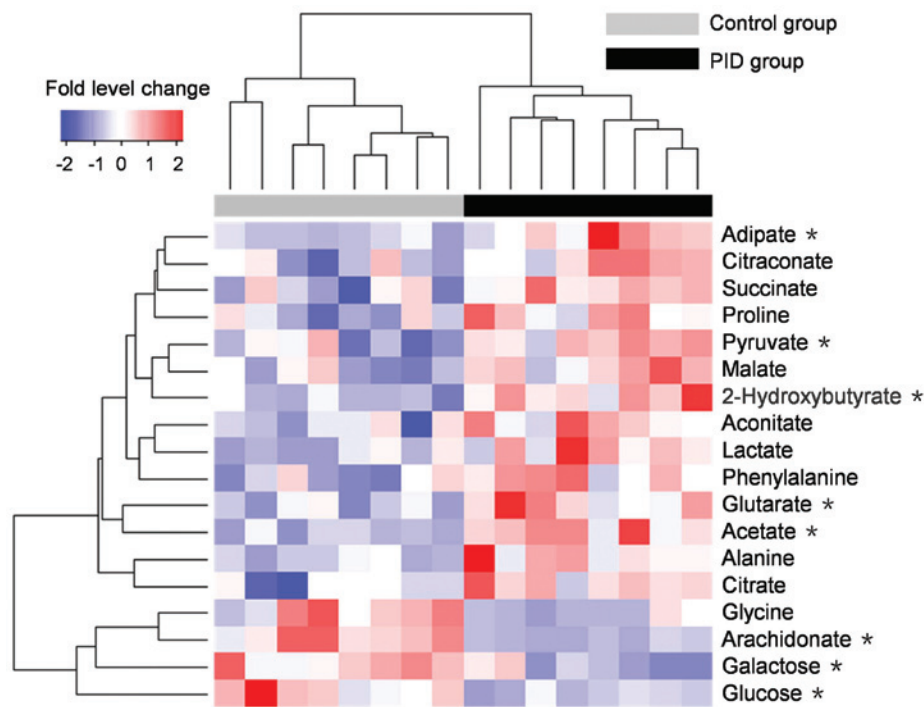 Control group
PID group
Fold level change
-2 -1 0 1 2
Adipate *
Citraconate
Succinate
Proline
Pyruvate *
Malate
2-Hydroxybutyrate *
Aconitate
Lactate
Phenylalanine
Glutarate *
Acetate *
Alanine
Citrate
Glycine
Arachidonate *
Galactose *
Glucose *